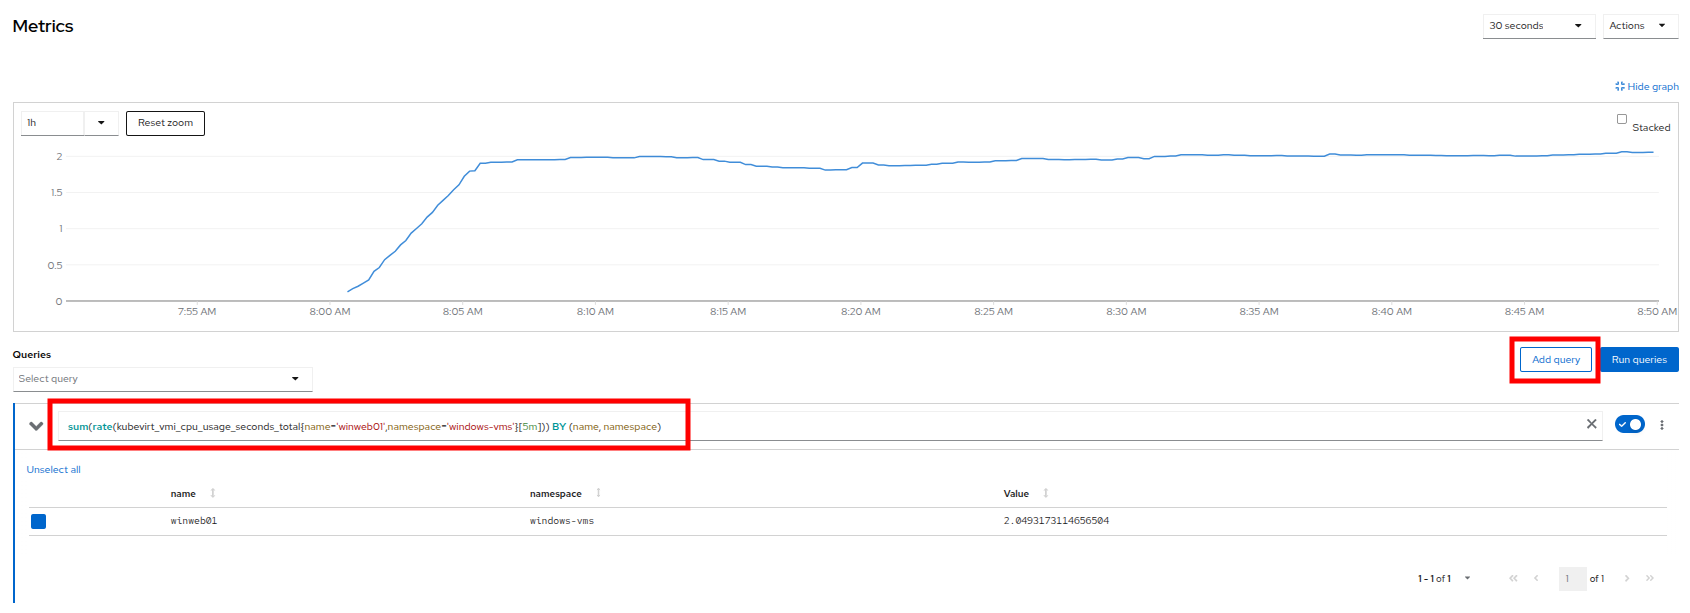 Metrics
30 seconds
Actions
Hide graph
1h
Reset zoom
Stacked
2
1.5
1
0.5
0
7:55 AM
8:00 AM
8:05 AM
8:10 AM
8:15 AM
8:20 AM
8:25 AM
8:30 AM
8:35 AM
8:40 AM
8:45 AM
8:50 AM
Queries
Add query
Run queries
Select query
sum(rate(kubevirt_vmi_cpu_usage_seconds_total{name='winweb01',namespace='windows-vms'}[5m])) BY (name, namespace)
Unselect all
name namespace Value
winweb01 windows-vms 2.0493173114656504
1 - 1 of 1
1 of 1